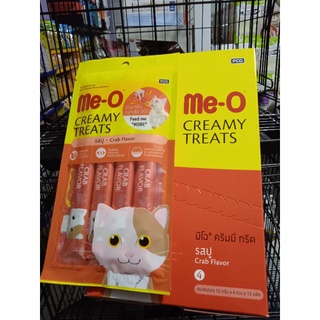 PCG
Me-O
CREAMY
TREATS
Feed me
"MORE"
รสปู - Crab Flavor
CRAB
FLAVOR
CRAB
FLAVOR
CRAB
FLAVOR
CRAB
FLAVOR
PCG
Me-O
CREAMY
TREATS
มีโอ® ครีมมี่ ทรีต
รสปู
Crab Flavor
4